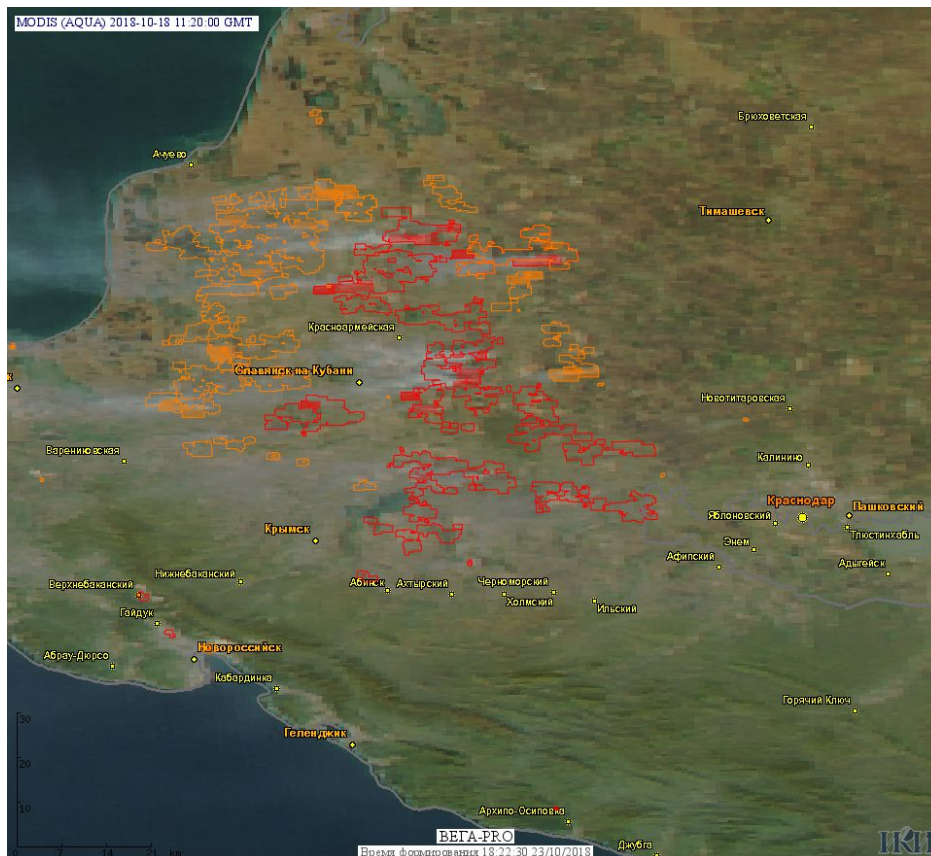 MODIS (AQUA) 2018-10-18 11:20:00 GMT
Брюховецкая
Ачуево
Тимашевск
Красноармейская
Славянск-на-Кубани
к
Новотитаровская
Варениковская
Калинино
Краснодар
Пашковский
Яблоновский
Крымск
Тлюстинхабль
Энем
Афипский
Адыгейск
Нижнебаканский
Верхнебаканский
Абинск
Ахтырский
Черноморский
Холмский
Ильский
Гайдук
Новороссийск
Абрау-Дюрсо
Кабардинка
Горячий Ключ
30
Геленджик
20
10
Архипо-Осиповка
ВЕГА-PRO
ИКИ
Джубга
0 7 14 21 km
Время формирования 18:22:30 23/10/2018